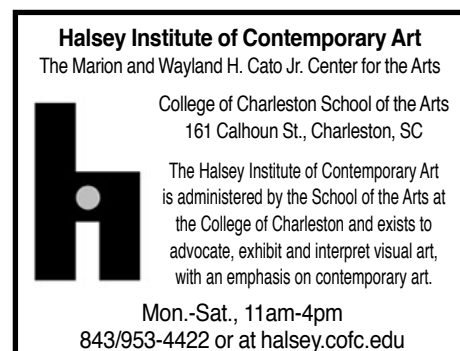 Halsey Institute of Contemporary Art
The Marion and Wayland H. Cato Jr. Center for the Arts
College of Charleston School of the Arts
161 Calhoun St., Charleston, SC
The Halsey Institute of Contemporary Art
is administered by the School of the Arts at
the College of Charleston and exists to
advocate, exhibit and interpret visual art,
with an emphasis on contemporary art.
Mon.-Sat., 11am-4pm
843/953-4422 or at halsey.cofc.edu